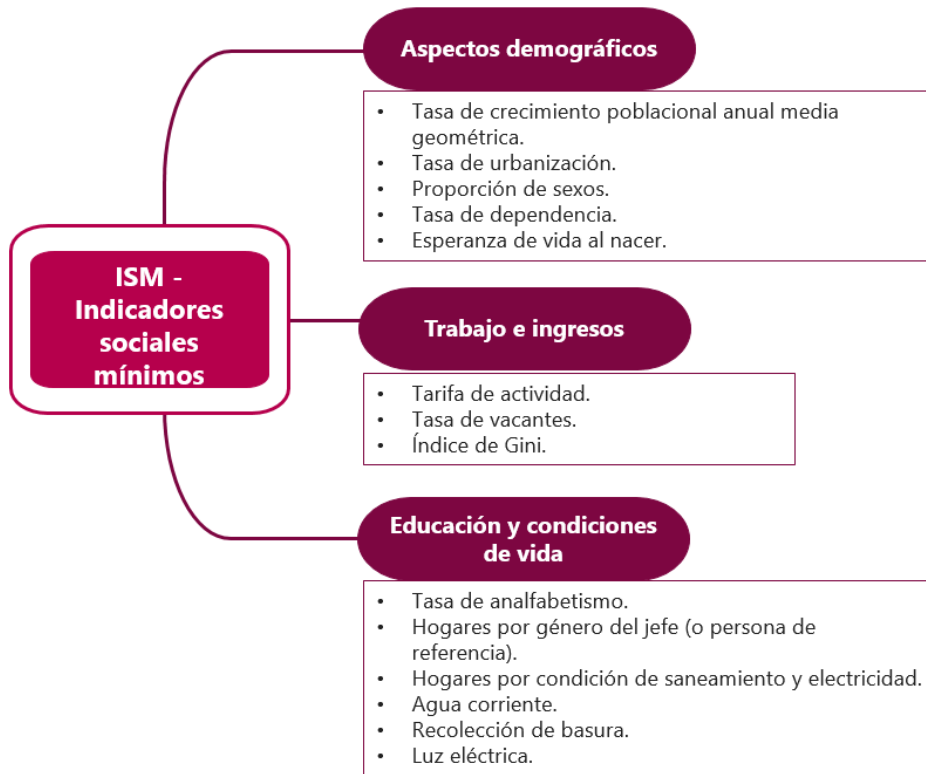 Aspectos demográficos
• Tasa de crecimiento poblacional anual media
geométrica.
• Tasa de urbanización.
• Proporción de sexos.
• Tasa de dependencia.
• Esperanza de vida al nacer.
ISM -
Indicadores
sociales
mínimos
Trabajo e ingresos
• Tarifa de actividad.
• Tasa de vacantes.
• Índice de Gini.
Educación y condiciones
de vida
• Tasa de analfabetismo.
• Hogares por género del jefe (o persona de
referencia).
• Hogares por condición de saneamiento y electricidad.
• Agua corriente.
• Recolección de basura.
• Luz eléctrica.